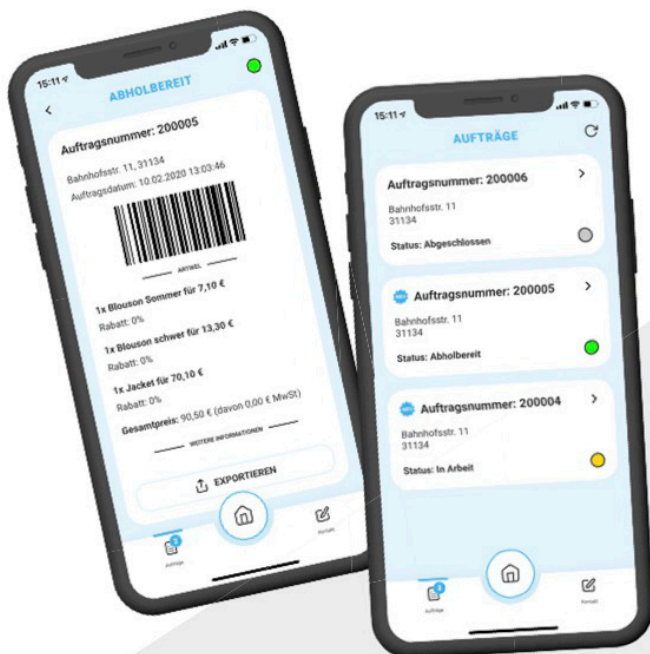 15:11
ABHOLBEREIT
Auftragsnummer: 200005
Bahnhofsstr. 11, 31134
Auftragsdatum: 10.02.2020 13:03:46
ARTIKEL
1x Blouson Sommer für 7,10 €
Rabatt: 0%
1x Blouson schwer für 13,30 €
Rabatt: 0%
1x Jacket für 70,10 €
Rabatt: 0%
Gesamtpreis: 90,50 € (davon 0,00 € MwSt)
WEITERE INFORMATIONEN
EXPORTIEREN
Aufträge
Kontakt
15:11
AUFTRÄGE
Auftragsnummer: 200006
Bahnhofsstr. 11
31134
Status: Abgeschlossen
NEU Auftragsnummer: 200005
Bahnhofsstr. 11
31134
Status: Abholbereit
NEU Auftragsnummer: 200004
Bahnhofsstr. 11
31134
Status: In Arbeit
Aufträge
Kontakt